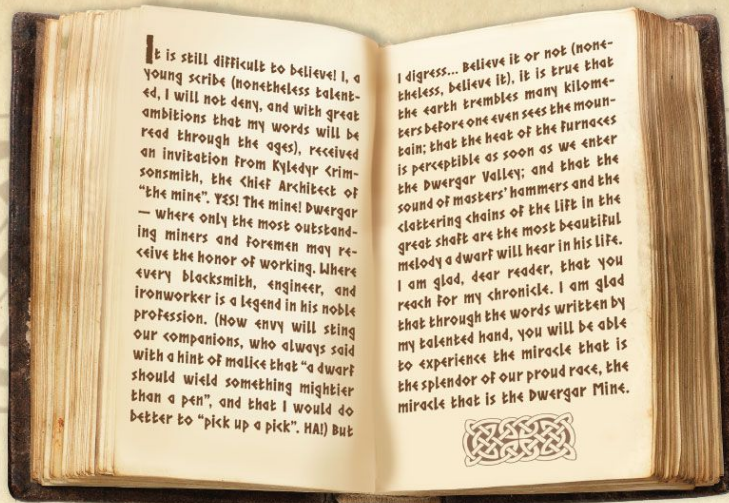 It is still difficult to believe! I, a
young scribe (nonetheless talent-
ed, I will not deny, and with great
ambitions that my words will be
read through the ages), received
an invitation from Kyledyr Crim-
sonsmith, the Chief Architect of
"the mine". YES! The mine! Dwergar
— where only the most outstand-
ing miners and foremen may re-
ceive the honor of working. Where
every blacksmith, engineer, and
ironworker is a legend in his noble
profession. (Now envy will sting
our companions, who always said
with a hint of malice that "a dwarf
should wield something mightier
than a pen", and that I would do
better to "pick up a pick". HA!) But
I digress... Believe it or not (none-
theless, believe it), it is true that
the earth trembles many kilome-
ters before one even sees the moun-
tain; that the heat of the furnaces
is perceptible as soon as we enter
the Dwergar Valley; and that the
sound of masters' hammers and the
clattering chains of the lift in the
great shaft are the most beautiful
melody a dwarf will hear in his life.
I am glad, dear reader, that you
reach for my chronicle. I am glad
that through the words written by
my talented hand, you will be able
to experience the miracle that is
the splendor of our proud race, the
miracle that is the Dwergar Mine.